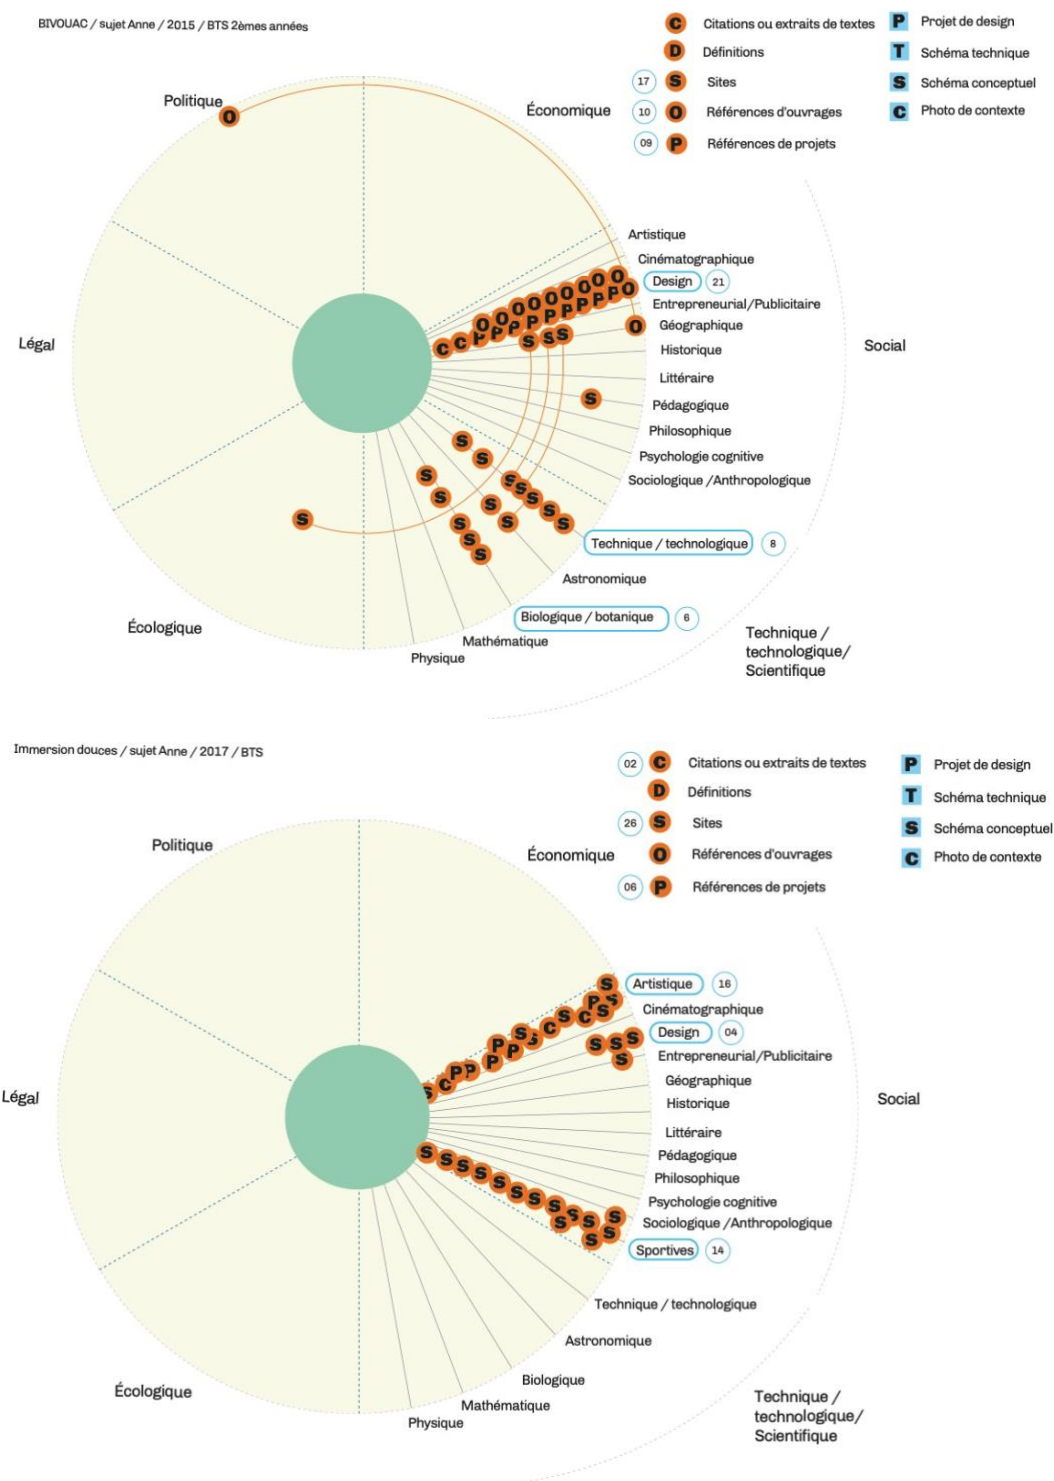 BIVOUAC / sujet Anne / 2015 / BTS 2èmes années
C Citations ou extraits de textes
D Définitions
17 S Sites
10 O Références d'ouvrages
09 P Références de projets
P Projet de design
T Schéma technique
S Schéma conceptuel
C Photo de contexte
Politique
O
Économique
Légal
Écologique
Social
Artistique
Cinématographique
Design 21
Entrepreneurial/Publicitaire
Géographique
Historique
Littéraire
Pédagogique
Philosophique
Psychologie cognitive
Sociologique /Anthropologique
O O O O O O O O O O
C C P P P P P P P P P
S S S O
S
S S S S S S S
S S
S S S S S
S
Technique / technologique 8
Astronomique
Biologique / botanique 6
Mathématique
Physique
Technique /
technologique/
Scientifique
Immersion douces / sujet Anne / 2017 / BTS
02 C Citations ou extraits de textes
D Définitions
26 S Sites
O Références d'ouvrages
06 P Références de projets
P Projet de design
T Schéma technique
S Schéma conceptuel
C Photo de contexte
Politique
Économique
Légal
Écologique
Social
Artistique 16
Cinématographique
Design 04
Entrepreneurial/Publicitaire
Géographique
Historique
Littéraire
Pédagogique
Philosophique
Psychologie cognitive
Sociologique /Anthropologique
Sportives 14
S
P S
S C S
S C
P S
P P
P P
S C
S S S
S
S S S S S S S S S S S
S S S
Technique / technologique
Astronomique
Biologique
Mathématique
Physique
Technique /
technologique/
Scientifique